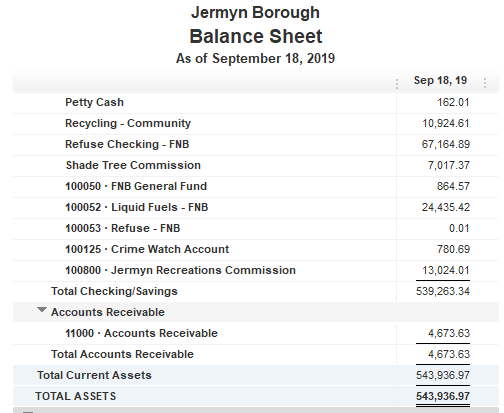 Jermyn Borough
Balance Sheet
As of September 18, 2019
Sep 18, 19
Petty Cash 162.01
Recycling - Community 10,924.61
Refuse Checking - FNB 67,164.89
Shade Tree Commission 7,017.37
100050 · FNB General Fund 864.57
100052 · Liquid Fuels - FNB 24,435.42
100053 · Refuse - FNB 0.01
100125 · Crime Watch Account 780.69
100800 · Jermyn Recreations Commission 13,024.01
Total Checking/Savings 539,263.34
Accounts Receivable
11000 · Accounts Receivable 4,673.63
Total Accounts Receivable 4,673.63
Total Current Assets 543,936.97
TOTAL ASSETS 543,936.97